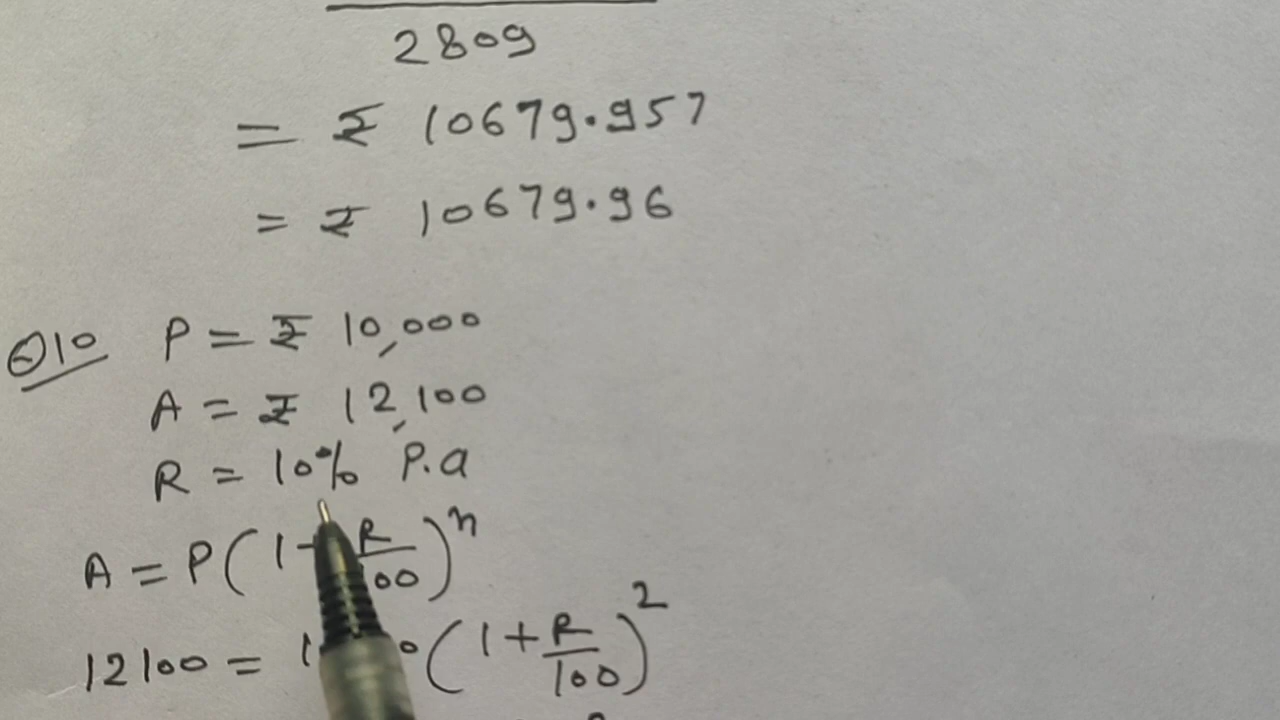 2809
= ₹ 10679.957
= ₹ 10679.96
Q10 P = ₹ 10,000
A = ₹ 12,100
R = 10% P.a
A = P(1+R/100)^n
12100 = (1+R/100)^2